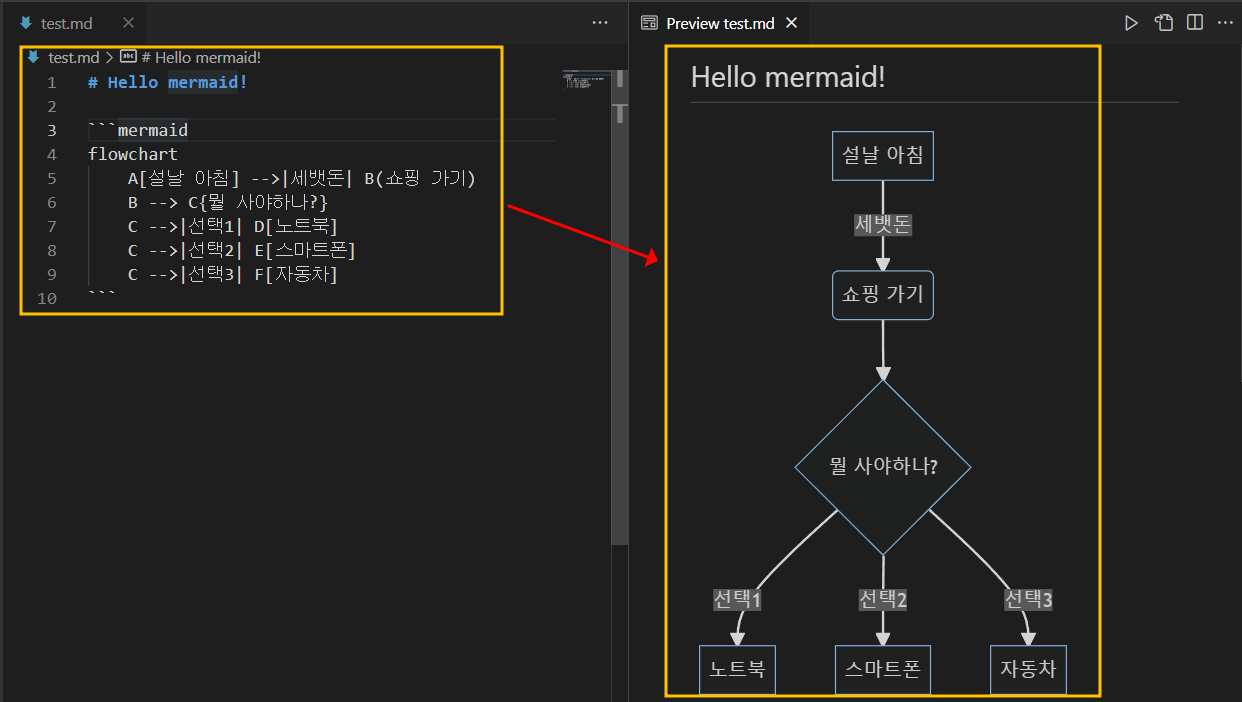 test.md
test.md > # Hello mermaid!
1 # Hello mermaid!
2
3 ```mermaid
4 flowchart
5     A[설날 아침] -->|세뱃돈| B(쇼핑 가기)
6     B --> C{뭘 사야하나?}
7     C -->|선택1| D[노트북]
8     C -->|선택2| E[스마트폰]
9     C -->|선택3| F[자동차]
10 ```
Preview test.md
Hello mermaid!
설날 아침
세뱃돈
쇼핑 가기
뭘 사야하나?
선택1 선택2 선택3
노트북 스마트폰 자동차